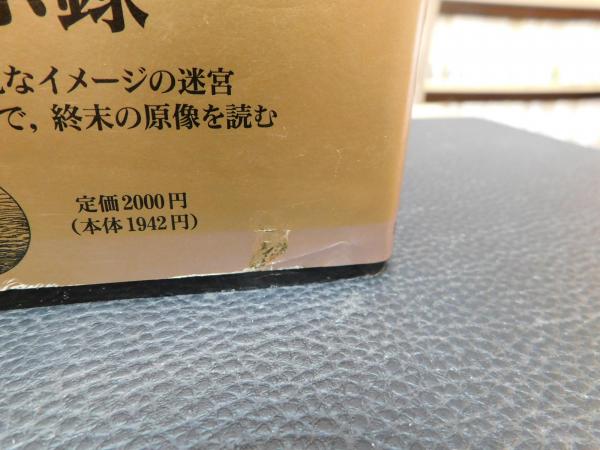 録
なイメージの迷宮
で，終末の原像を読む
定価2000円
（本体1942円）